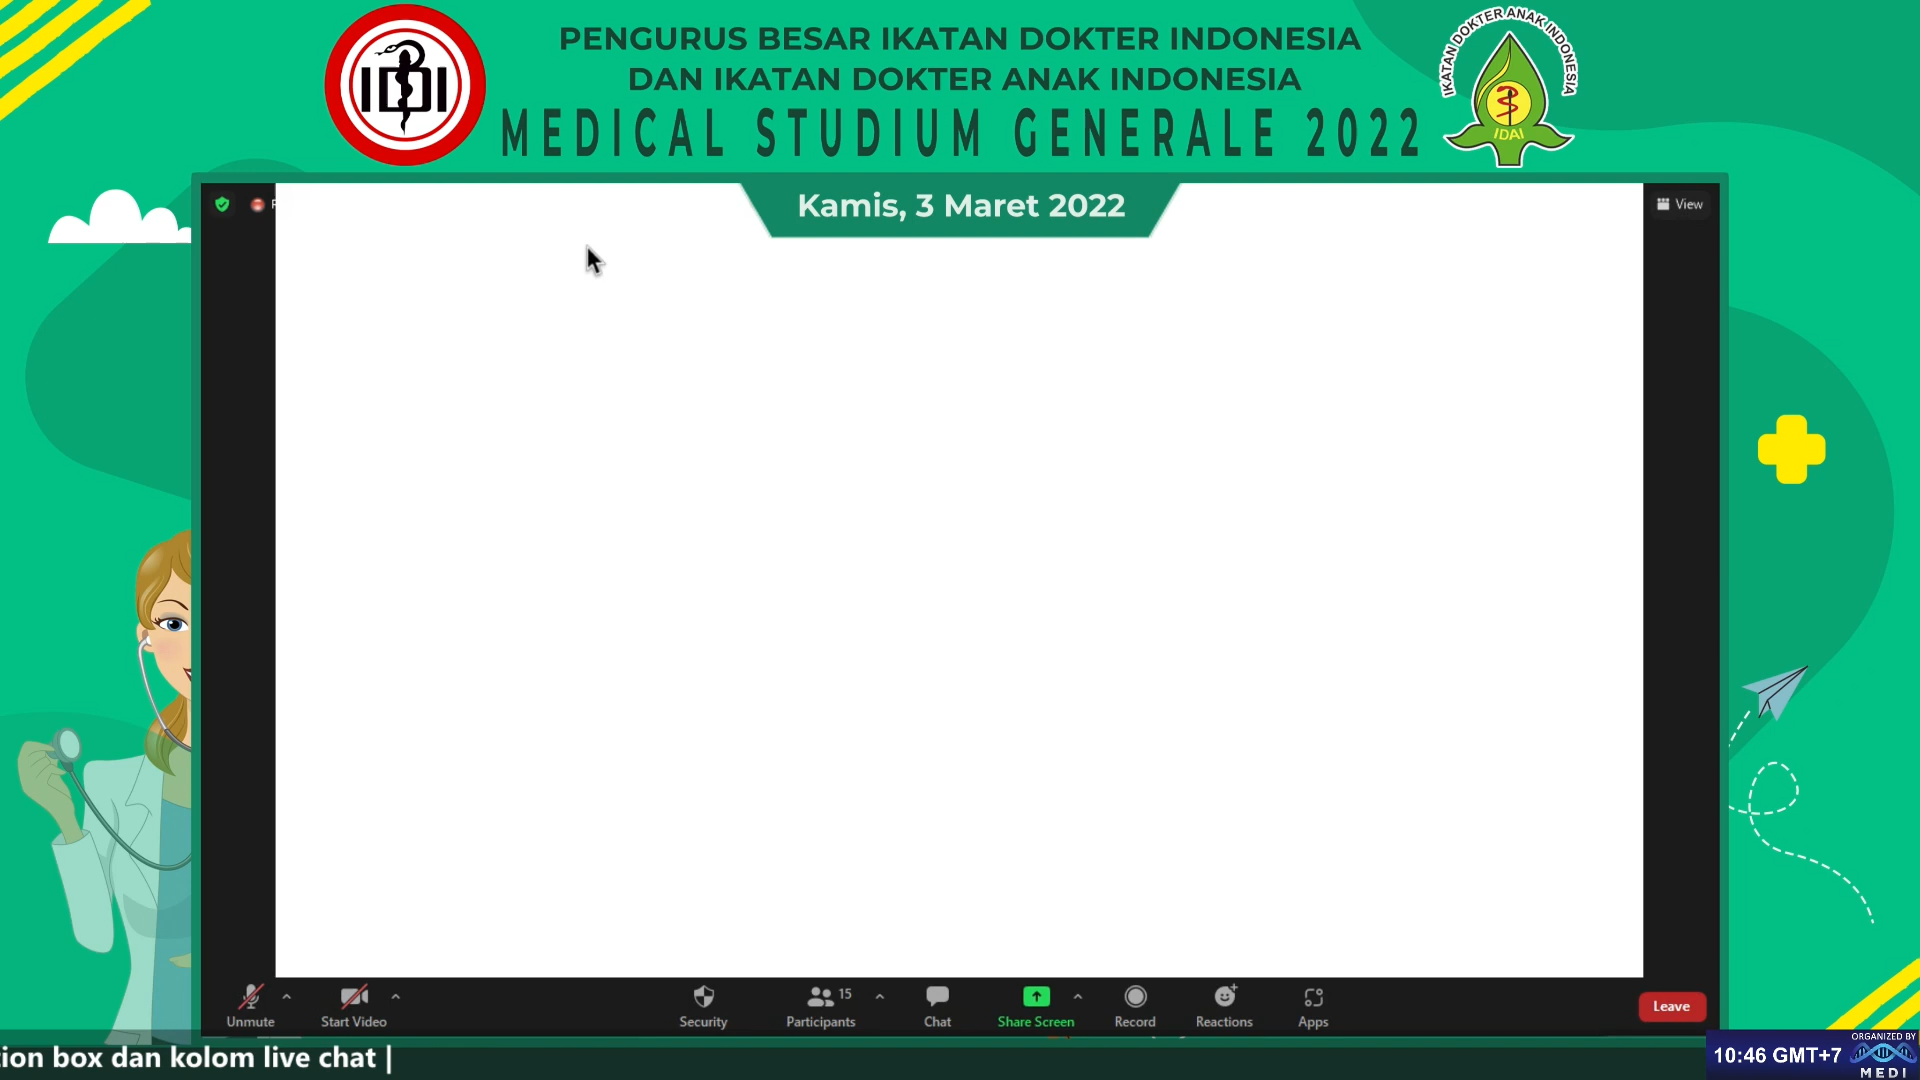 PENGURUS BESAR IKATAN DOKTER INDONESIA
DAN IKATAN DOKTER ANAK INDONESIA
MEDICAL STUDIUM GENERALE 2022
IDI
IKATAN DOKTER ANAK INDONESIA
IDAI
Kamis, 3 Maret 2022
View
Unmute
Start Video
Security
15
Participants
Chat
Share Screen
Record
Reactions
Apps
Leave
tion box dan kolom live chat |
10:46 GMT+7
ORGANIZED BY
MEDI